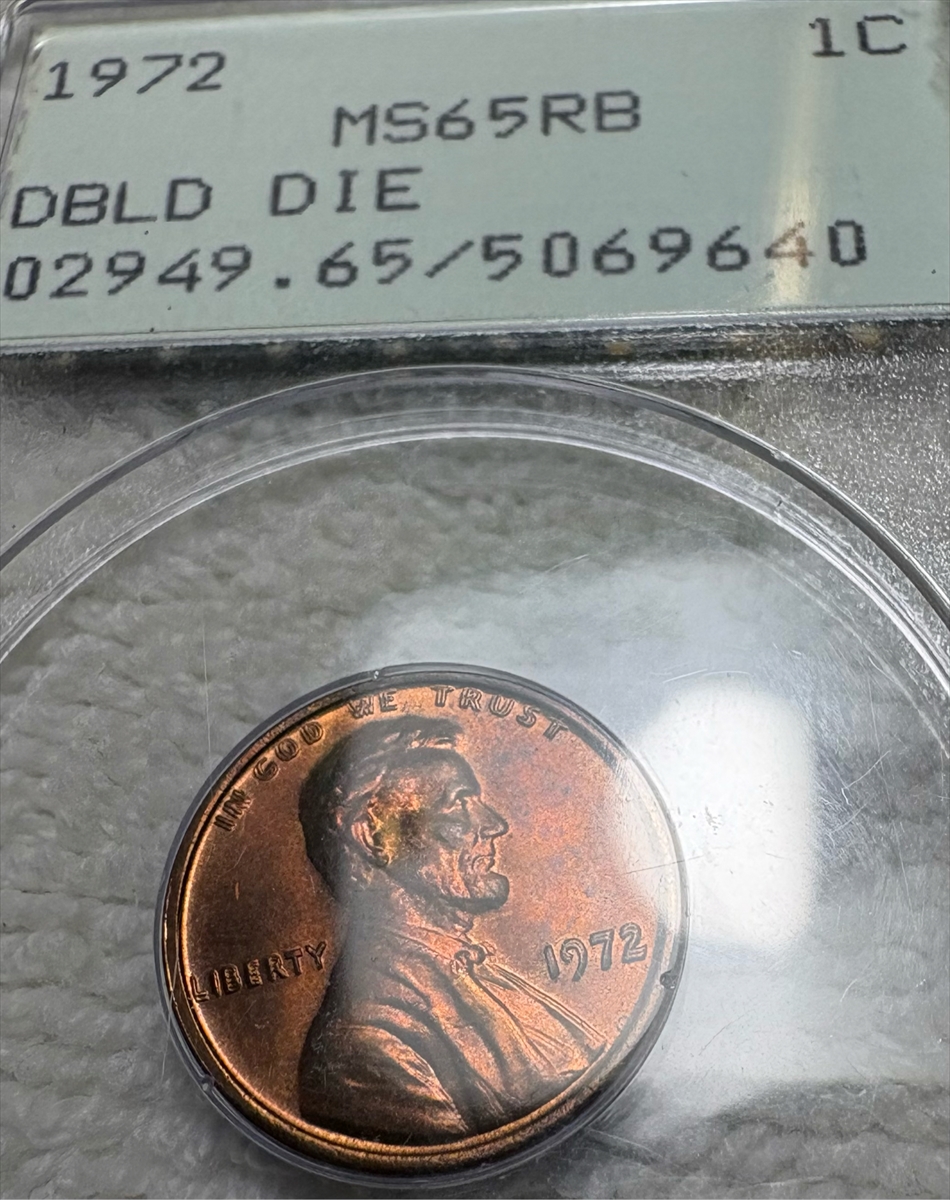 1972 1C
MS65RB
DBLD DIE
02949.65/5069640
IN GOD WE TRUST
LIBERTY
1972